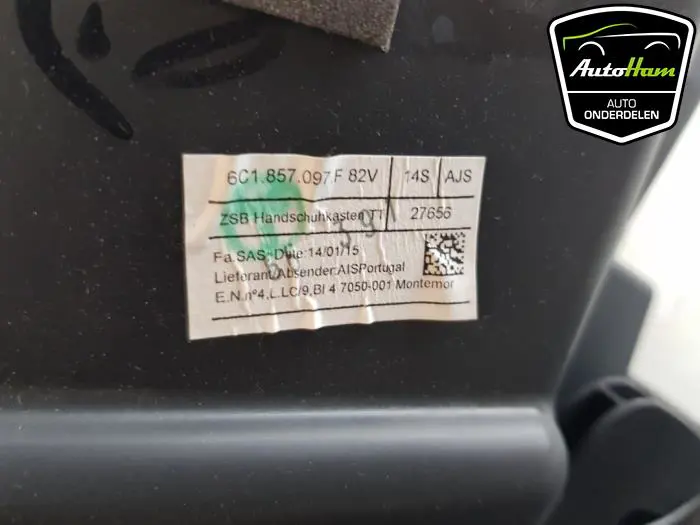 AutoHam
AUTO
ONDERDELEN
6C1.857.097.F 82V 14S AJS
ZSB Handschuhkasten TT 27656
Fa.SAS Date:14/01/15
Lieferant/Absender:AISPortugal
E.N.nº4,L.LC/9,Bl 4 7050-001 Montemor